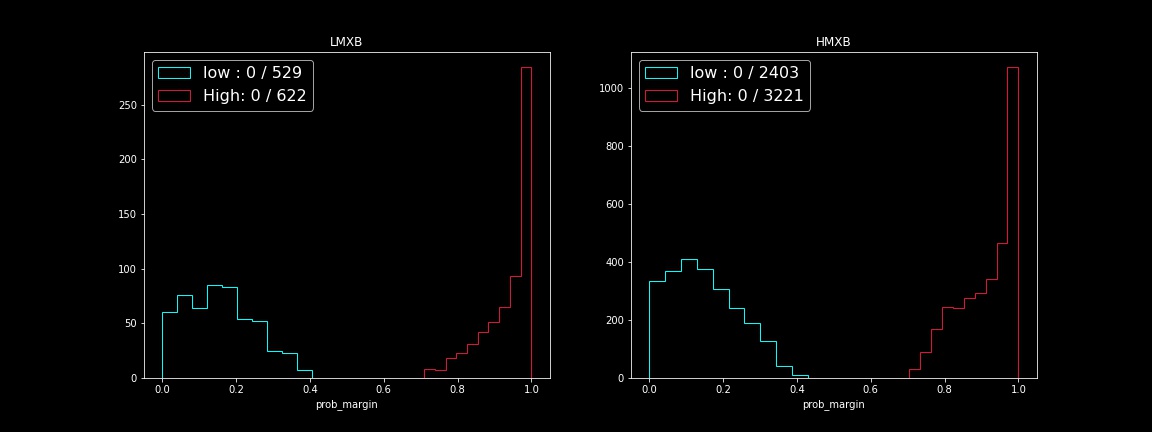 LMXB
low : 0 / 529
High: 0 / 622
250
200
150
100
50
0
0.0 0.2 0.4 0.6 0.8 1.0
prob_margin
HMXB
low : 0 / 2403
High: 0 / 3221
1000
800
600
400
200
0
0.0 0.2 0.4 0.6 0.8 1.0
prob_margin